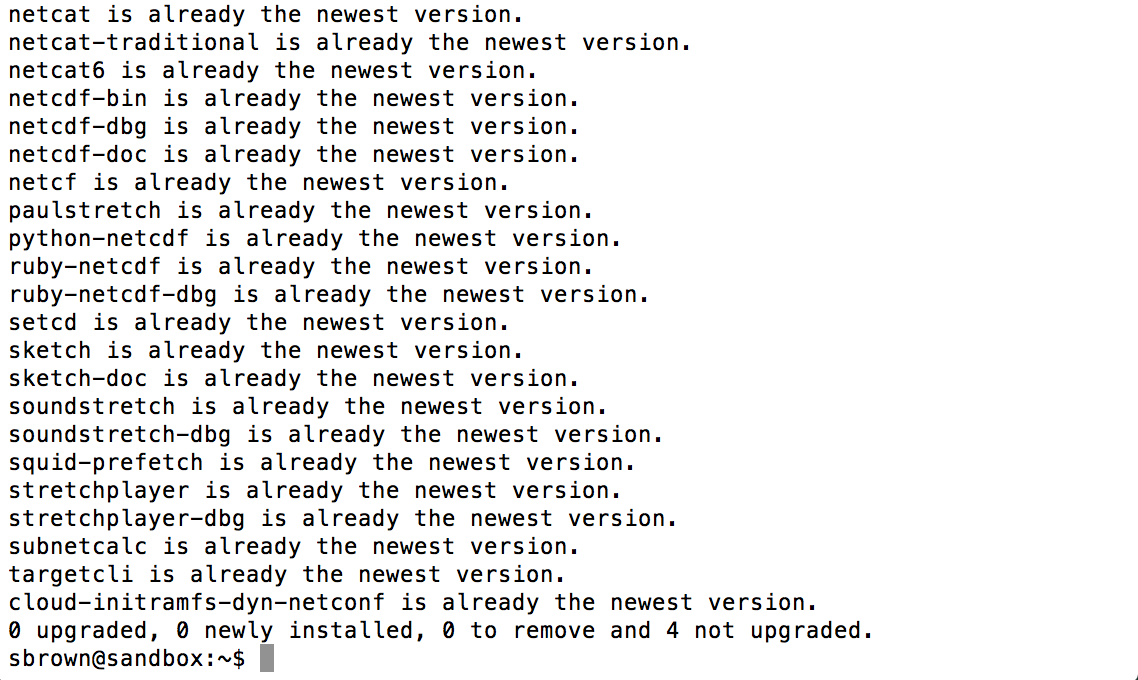 netcat is already the newest version.
netcat-traditional is already the newest version.
netcat6 is already the newest version.
netcdf-bin is already the newest version.
netcdf-dbg is already the newest version.
netcdf-doc is already the newest version.
netcf is already the newest version.
paulstretch is already the newest version.
python-netcdf is already the newest version.
ruby-netcdf is already the newest version.
ruby-netcdf-dbg is already the newest version.
setcd is already the newest version.
sketch is already the newest version.
sketch-doc is already the newest version.
soundstretch is already the newest version.
soundstretch-dbg is already the newest version.
squid-prefetch is already the newest version.
stretchplayer is already the newest version.
stretchplayer-dbg is already the newest version.
subnetcalc is already the newest version.
targetcli is already the newest version.
cloud-initramfs-dyn-netconf is already the newest version.
0 upgraded, 0 newly installed, 0 to remove and 4 not upgraded.
sbrown@sandbox:~$